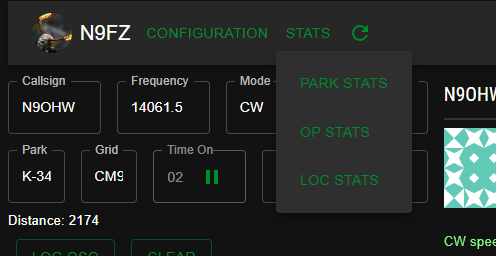 N9FZ CONFIGURATION STATS
Callsign Frequency Mode
N9OHW 14061.5 CW
PARK STATS
OP STATS
LOC STATS
N9OHW
Park Grid Time On
K-34 CM9 02
Distance: 2174
LOG QSO CLEAR
CW spee